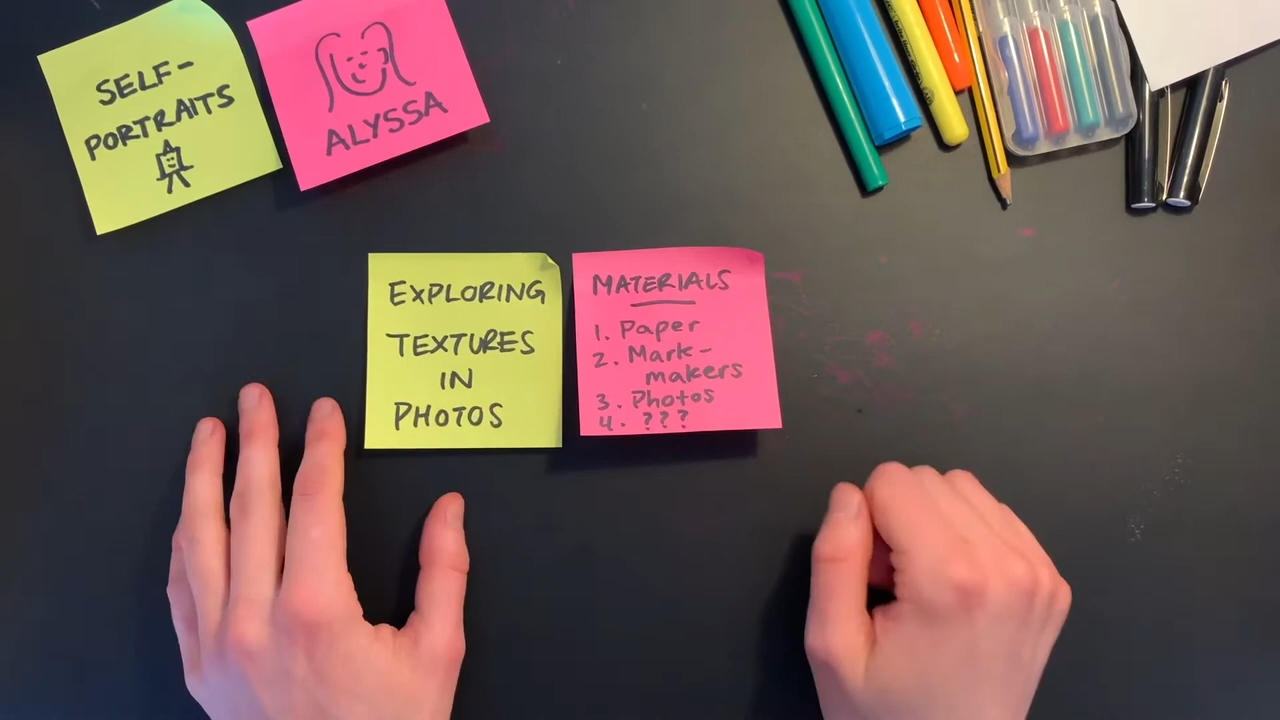 SELF-
PORTRAITS
ALYSSA
EXPLORING
TEXTURES
IN
PHOTOS
MATERIALS
1. Paper
2. Mark-
makers
3. Photos
4. ???